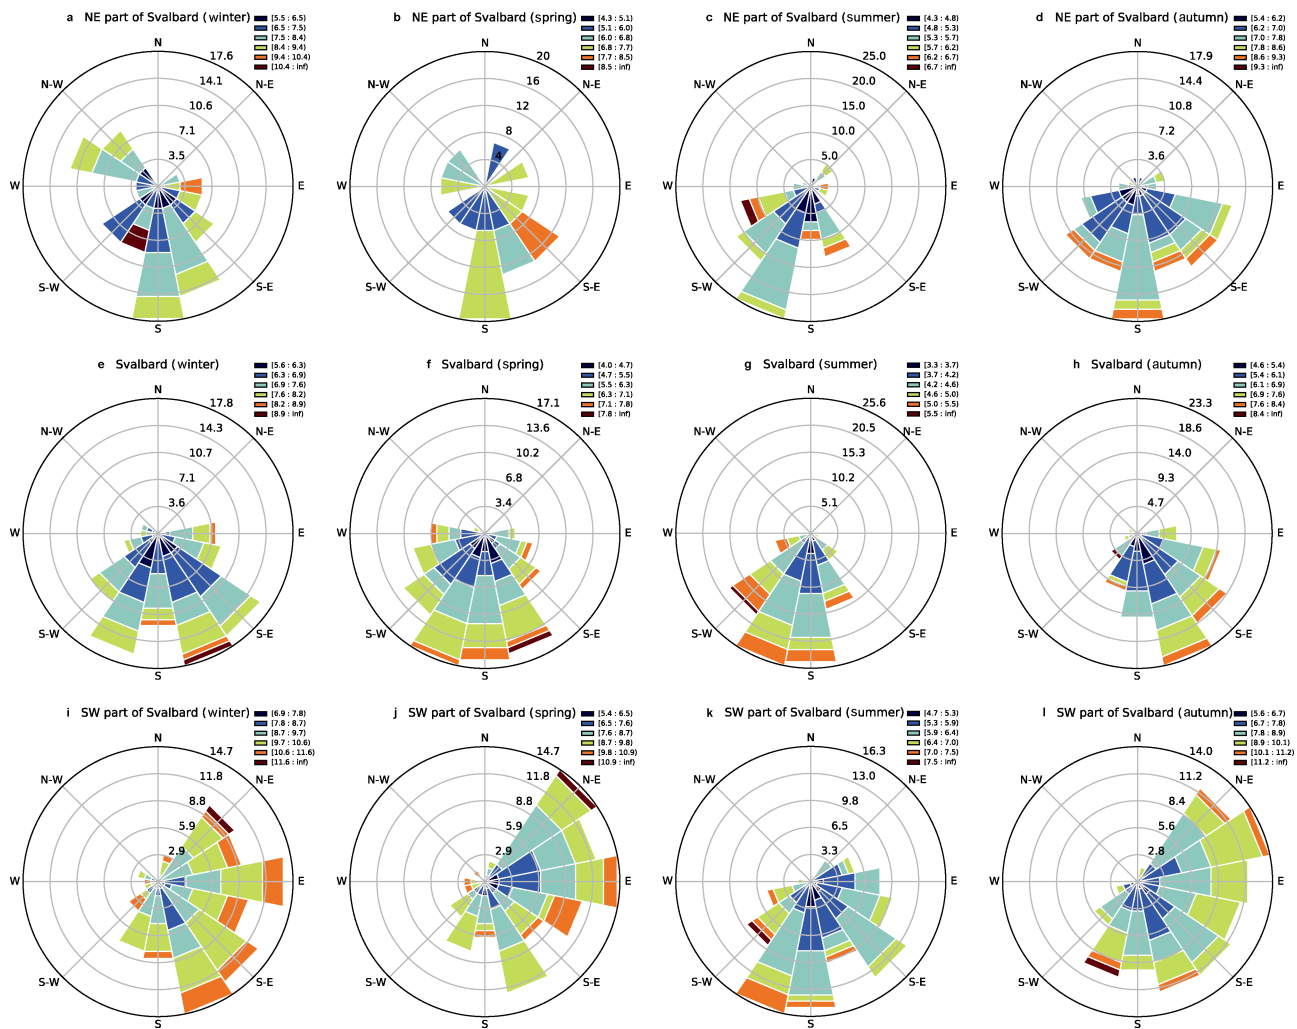 a NE part of Svalbard (winter)
[5.5 : 6.5)
[6.5 : 7.5)
[7.5 : 8.4)
[8.4 : 9.4)
[9.4 : 10.4)
[10.4 : inf)
N
17.6
14.1
N-W
N-E
10.6
7.1
3.5
W
E
S-W
S-E
S
b NE part of Svalbard (spring)
[4.3 : 5.1)
[5.1 : 6.0)
[6.0 : 6.8)
[6.8 : 7.7)
[7.7 : 8.5)
[8.5 : inf)
N
20
16
N-W
N-E
12
8
4
W
E
S-W
S-E
S
c NE part of Svalbard (summer)
[4.3 : 4.8)
[4.8 : 5.3)
[5.3 : 5.7)
[5.7 : 6.2)
[6.2 : 6.7)
[6.7 : inf)
N
25.0
20.0
N-W
N-E
15.0
10.0
5.0
W
E
S-W
S-E
S
d NE part of Svalbard (autumn)
[5.4 : 6.2)
[6.2 : 7.0)
[7.0 : 7.8)
[7.8 : 8.6)
[8.6 : 9.3)
[9.3 : inf)
N
17.9
14.4
N-W
N-E
10.8
7.2
3.6
W
E
S-W
S-E
S
e Svalbard (winter)
[5.6 : 6.3)
[6.3 : 6.9)
[6.9 : 7.6)
[7.6 : 8.2)
[8.2 : 8.9)
[8.9 : inf)
N
17.8
14.3
N-W
N-E
10.7
7.1
3.6
W
E
S-W
S-E
S
f Svalbard (spring)
[4.0 : 4.7)
[4.7 : 5.5)
[5.5 : 6.3)
[6.3 : 7.1)
[7.1 : 7.8)
[7.8 : inf)
N
17.1
13.6
N-W
N-E
10.2
6.8
3.4
W
E
S-W
S-E
S
g Svalbard (summer)
[3.3 : 3.7)
[3.7 : 4.2)
[4.2 : 4.6)
[4.6 : 5.0)
[5.0 : 5.5)
[5.5 : inf)
N
25.6
20.5
N-W
N-E
15.3
10.2
5.1
W
E
S-W
S-E
S
h Svalbard (autumn)
[4.6 : 5.4)
[5.4 : 6.1)
[6.1 : 6.9)
[6.9 : 7.6)
[7.6 : 8.4)
[8.4 : inf)
N
23.3
18.6
N-W
N-E
14.0
9.3
4.7
W
E
S-W
S-E
S
i SW part of Svalbard (winter)
[6.9 : 7.8)
[7.8 : 8.7)
[8.7 : 9.7)
[9.7 : 10.6)
[10.6 : 11.6)
[11.6 : inf)
N
14.7
11.8
N-W
N-E
8.8
5.9
2.9
W
E
S-W
S-E
S
j SW part of Svalbard (spring)
[5.4 : 6.5)
[6.5 : 7.6)
[7.6 : 8.7)
[8.7 : 9.8)
[9.8 : 10.9)
[10.9 : inf)
N
14.7
11.8
N-W
N-E
8.8
5.9
2.9
W
E
S-W
S-E
S
k SW part of Svalbard (summer)
[4.7 : 5.3)
[5.3 : 5.9)
[5.9 : 6.4)
[6.4 : 7.0)
[7.0 : 7.5)
[7.5 : inf)
N
16.3
13.0
N-W
N-E
9.8
6.5
3.3
W
E
S-W
S-E
S
l SW part of Svalbard (autumn)
[5.6 : 6.7)
[6.7 : 7.8)
[7.8 : 8.9)
[8.9 : 10.1)
[10.1 : 11.2)
[11.2 : inf)
N
14.0
11.2
N-W
N-E
8.4
5.6
2.8
W
E
S-W
S-E
S